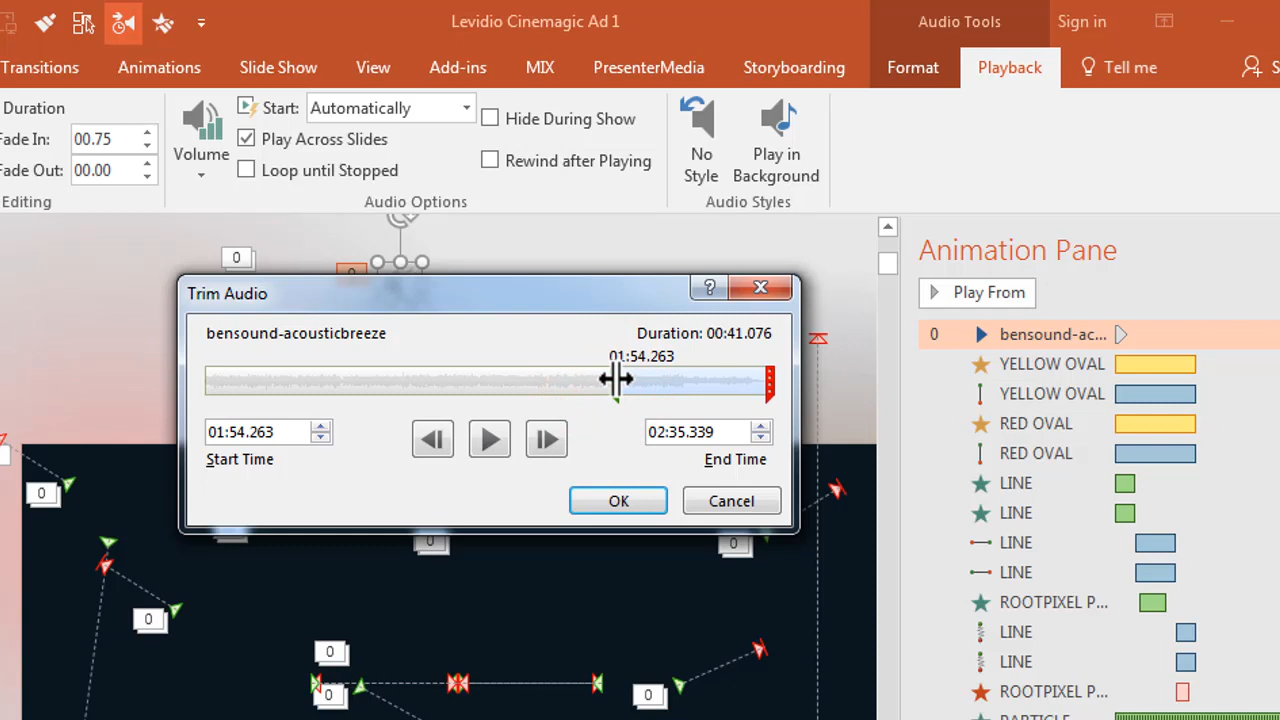 Levidio Cinemagic Ad 1
Audio Tools
Sign in
Transitions
Animations
Slide Show
View
Add-ins
MIX
PresenterMedia
Storyboarding
Format
Playback
Tell me
S
Duration
Fade In: 00.75
Fade Out: 00.00
Editing
Volume
Start: Automatically
Play Across Slides
Loop until Stopped
Hide During Show
Rewind after Playing
Audio Options
No Style
Play in Background
Audio Styles
0
0
Trim Audio
?
bensound-acousticbreeze
Duration: 00:41.076
01:54.263
01:54.263
Start Time
02:35.339
End Time
OK
Cancel
0
0
0
0
0
0
0
Animation Pane
Play From
0 bensound-ac...
YELLOW OVAL
YELLOW OVAL
RED OVAL
RED OVAL
LINE
LINE
LINE
LINE
ROOTPIXEL P...
LINE
LINE
ROOTPIXEL P...
PARTICLE